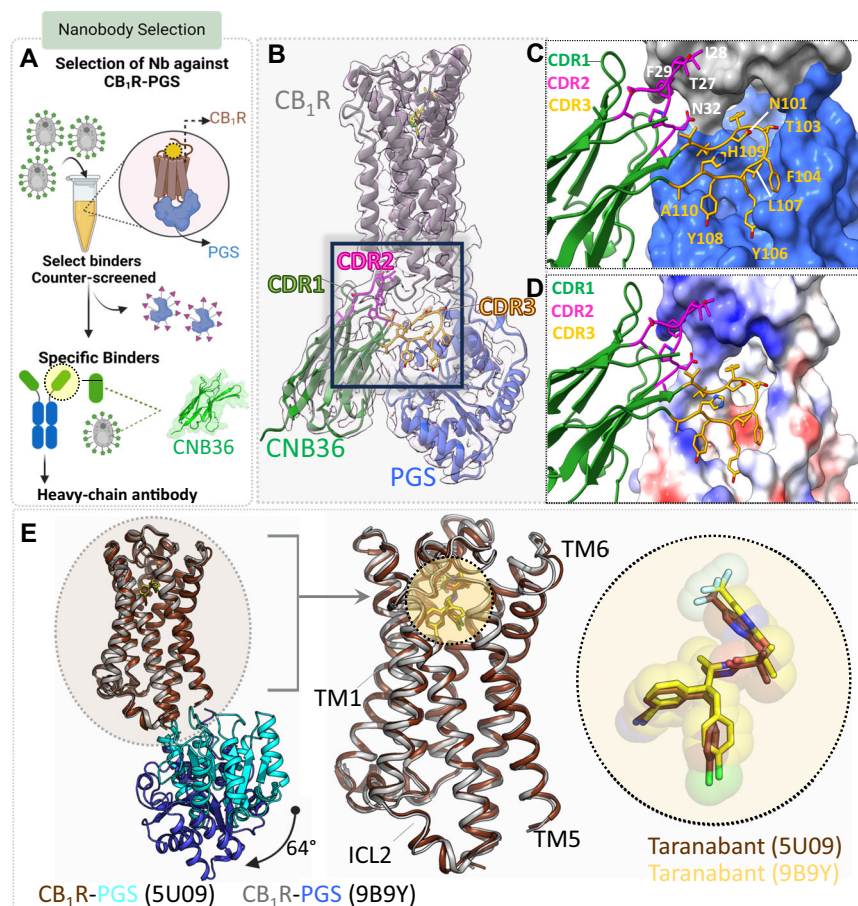 Nanobody Selection
A
Selection of Nb against
CB₁R-PGS
CB₁R
PGS
Select binders
Counter-screened
Specific Binders
CNB36
Heavy-chain antibody
B
CB₁R
CDR2
CDR1
CDR3
CNB36
PGS
C
CDR1
CDR2
CDR3
I28
F29
T27
N32
N101
T103
H109
F104
A110
L107
Y108
Y106
D
CDR1
CDR2
CDR3
E
64°
CB₁R-PGS (5U09)
CB₁R-PGS (9B9Y)
TM6
TM1
ICL2
TM5
Taranabant (5U09)
Taranabant (9B9Y)